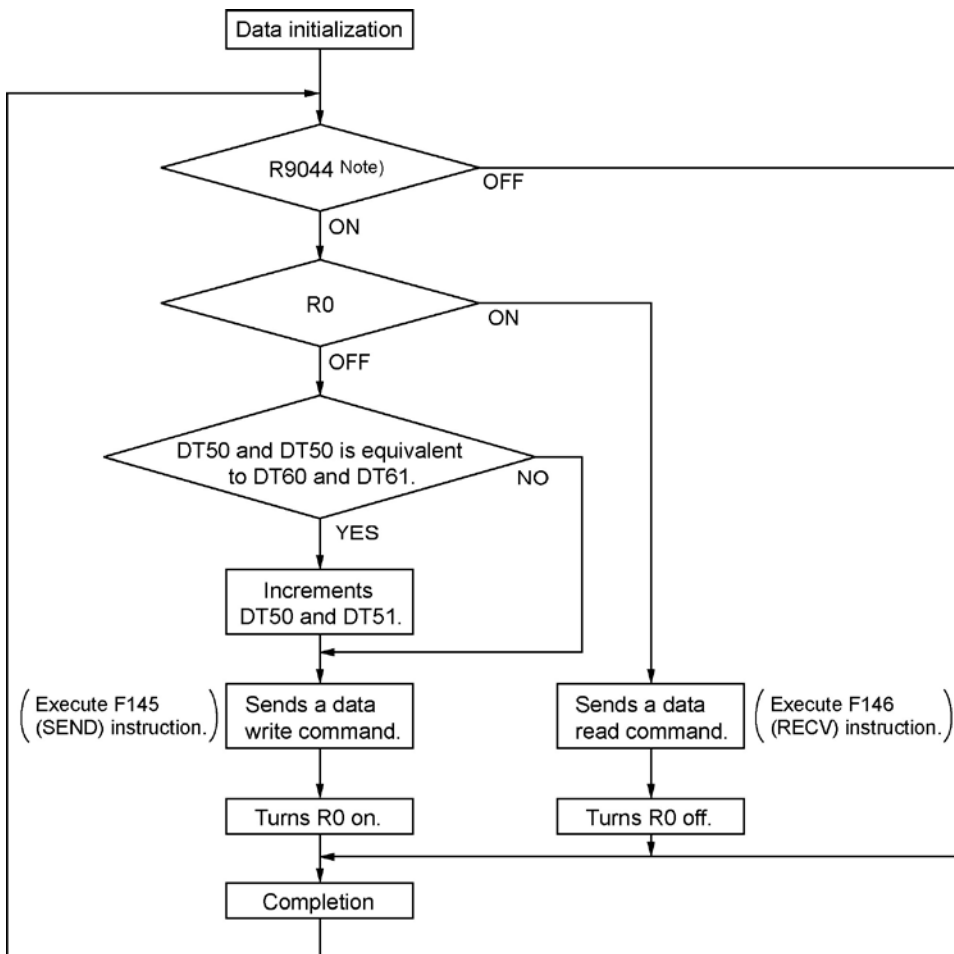 Data initialization
R9044 Note)
OFF
ON
R0
ON
OFF
DT50 and DT50 is equivalent
to DT60 and DT61.
NO
YES
Increments
DT50 and DT51.
(Execute F145
(SEND) instruction.)
Sends a data
write command.
Sends a data
read command.
(Execute F146
(RECV) instruction.)
Turns R0 on.
Turns R0 off.
Completion